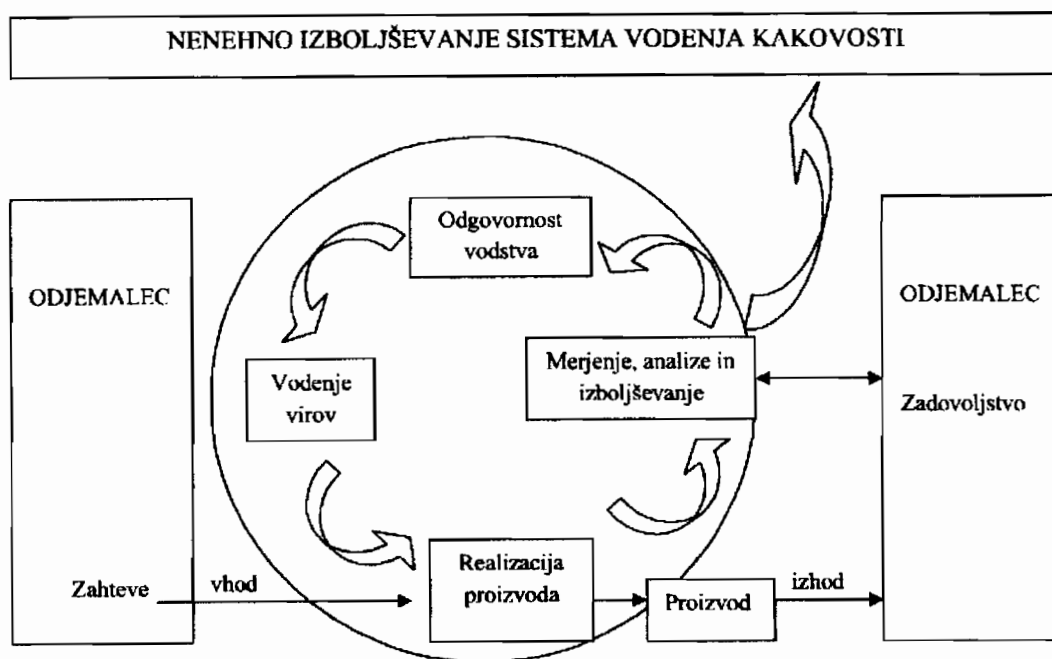 NENEHNO IZBOLJŠEVANJE SISTEMA VODENJA KAKOVOSTI
ODJEMALEC
Zahteve
vhod
Odgovornost
vodstva
Vodenje
virov
Merjenje, analize in
izboljševanje
Realizacija
proizvoda
Proizvod
izhod
ODJEMALEC
Zadovoljstvo